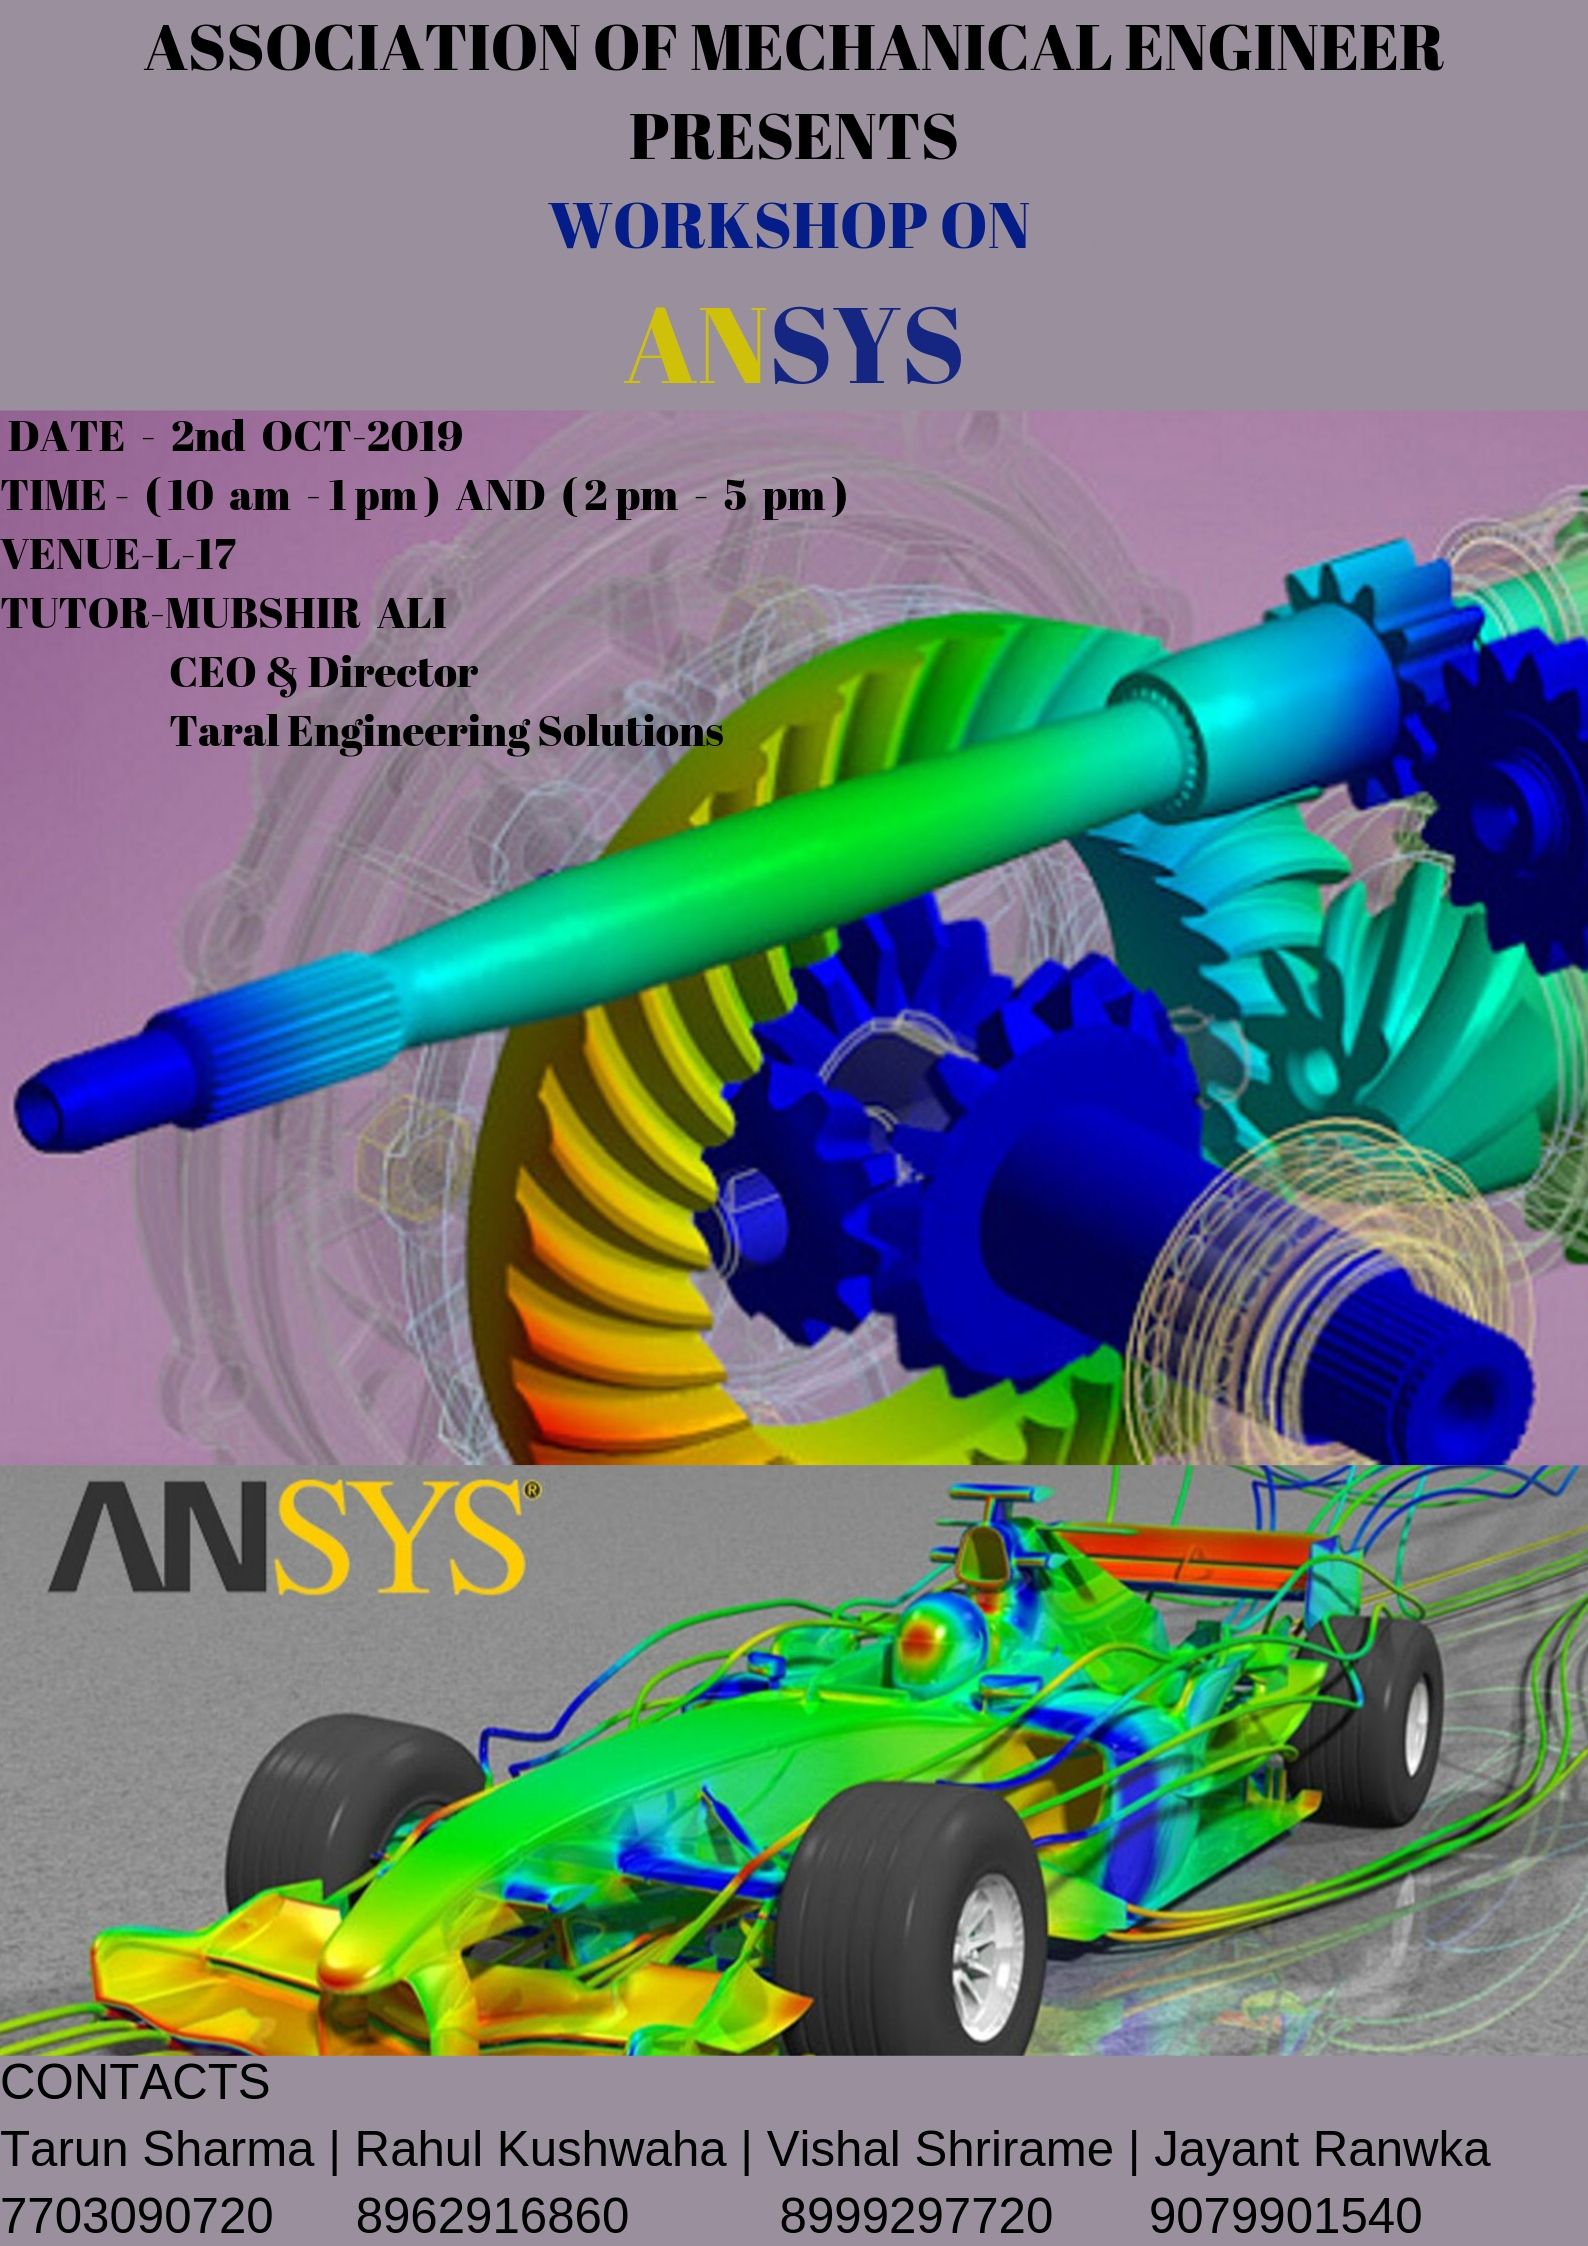 ASSOCIATION OF MECHANICAL ENGINEER
PRESENTS
WORKSHOP ON
ANSYS
DATE - 2nd OCT-2019
TIME - (10 am - 1 pm) AND (2 pm - 5 pm)
VENUE-L-17
TUTOR-MUBSHIR ALI
CEO & Director
Taral Engineering Solutions
ANSYS®
CONTACTS
Tarun Sharma | Rahul Kushwaha | Vishal Shrirame | Jayant Ranwka
7703090720 8962916860 8999297720 9079901540